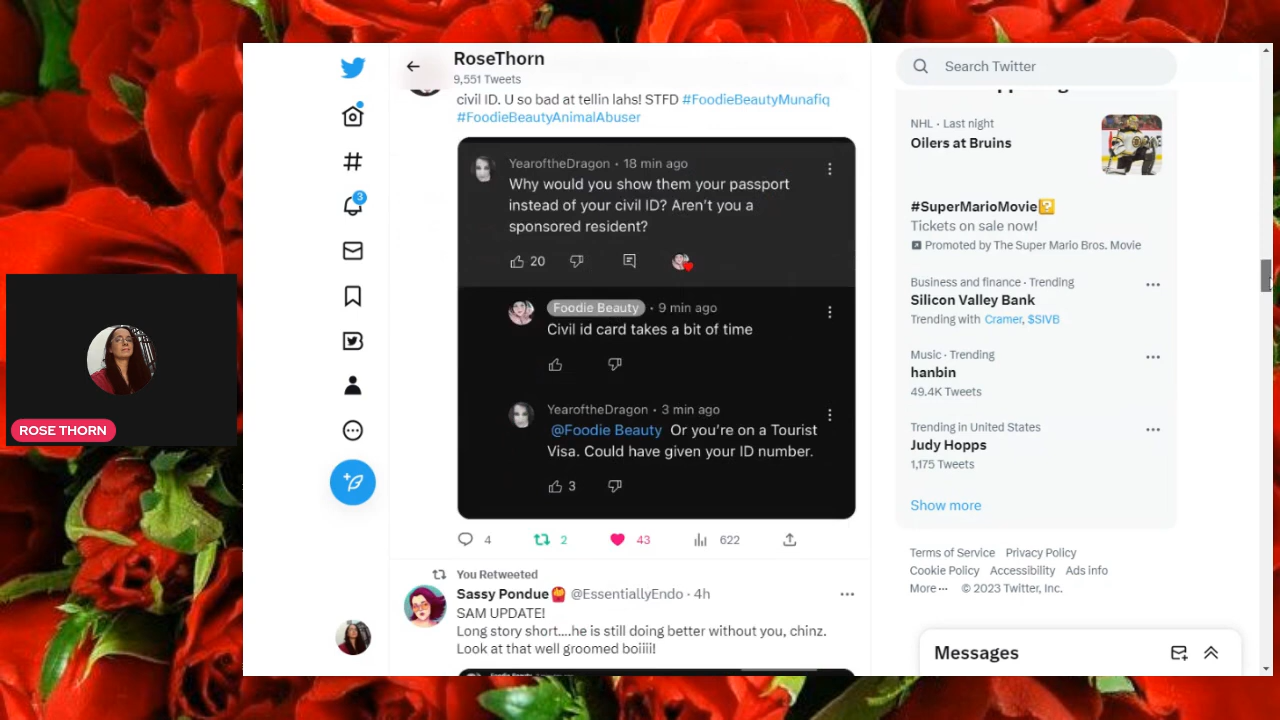 RoseThorn
9,551 Tweets
civil ID. U so bad at tellin lahs! STFD #FoodieBeautyMunafiq
#FoodieBeautyAnimalAbuser
YearoftheDragon · 18 min ago
Why would you show them your passport
instead of your civil ID? Aren't you a
sponsored resident?
20
Foodie Beauty · 9 min ago
Civil id card takes a bit of time
YearoftheDragon · 3 min ago
@Foodie Beauty Or you're on a Tourist
Visa. Could have given your ID number.
3
4 2 43 622
You Retweeted
Sassy Pondue @EssentiallyEndo · 4h
SAM UPDATE!
Long story short....he is still doing better without you, chinz.
Look at that well groomed boiiii!
3
ROSE THORN
Search Twitter
NHL · Last night
Oilers at Bruins
#SuperMarioMovie
Tickets on sale now!
Promoted by The Super Mario Bros. Movie
Business and finance · Trending
Silicon Valley Bank
Trending with Cramer, $SIVB
Music · Trending
hanbin
49.4K Tweets
Trending in United States
Judy Hopps
1,175 Tweets
Show more
Terms of Service Privacy Policy
Cookie Policy Accessibility Ads info
More ··· © 2023 Twitter, Inc.
Messages